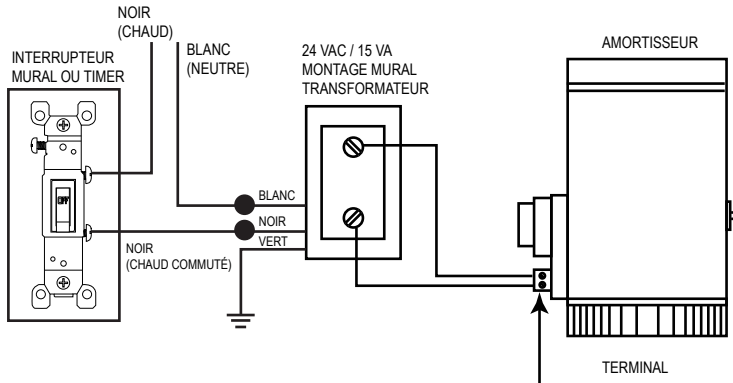 NOIR
(CHAUD)
BLANC
(NEUTRE)
INTERRUPTEUR
MURAL OU TIMER
24 VAC / 15 VA
MONTAGE MURAL
TRANSFORMATEUR
AMORTISSEUR
OFF
BLANC
NOIR
VERT
NOIR
(CHAUD COMMUTÉ)
TERMINAL